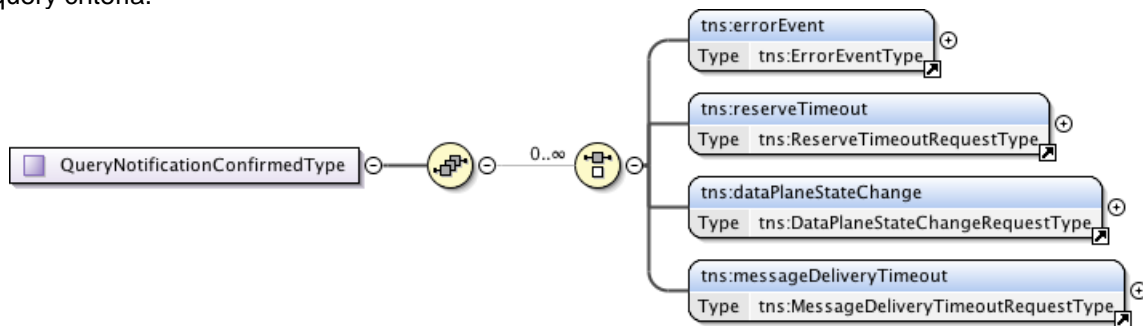 query criteria.
tns:errorEvent
Type tns:ErrorEventType
tns:reserveTimeout
Type tns:ReserveTimeoutRequestType
QueryNotificationConfirmedType
0..∞
tns:dataPlaneStateChange
Type tns:DataPlaneStateChangeRequestType
tns:messageDeliveryTimeout
Type tns:MessageDeliveryTimeoutRequestType